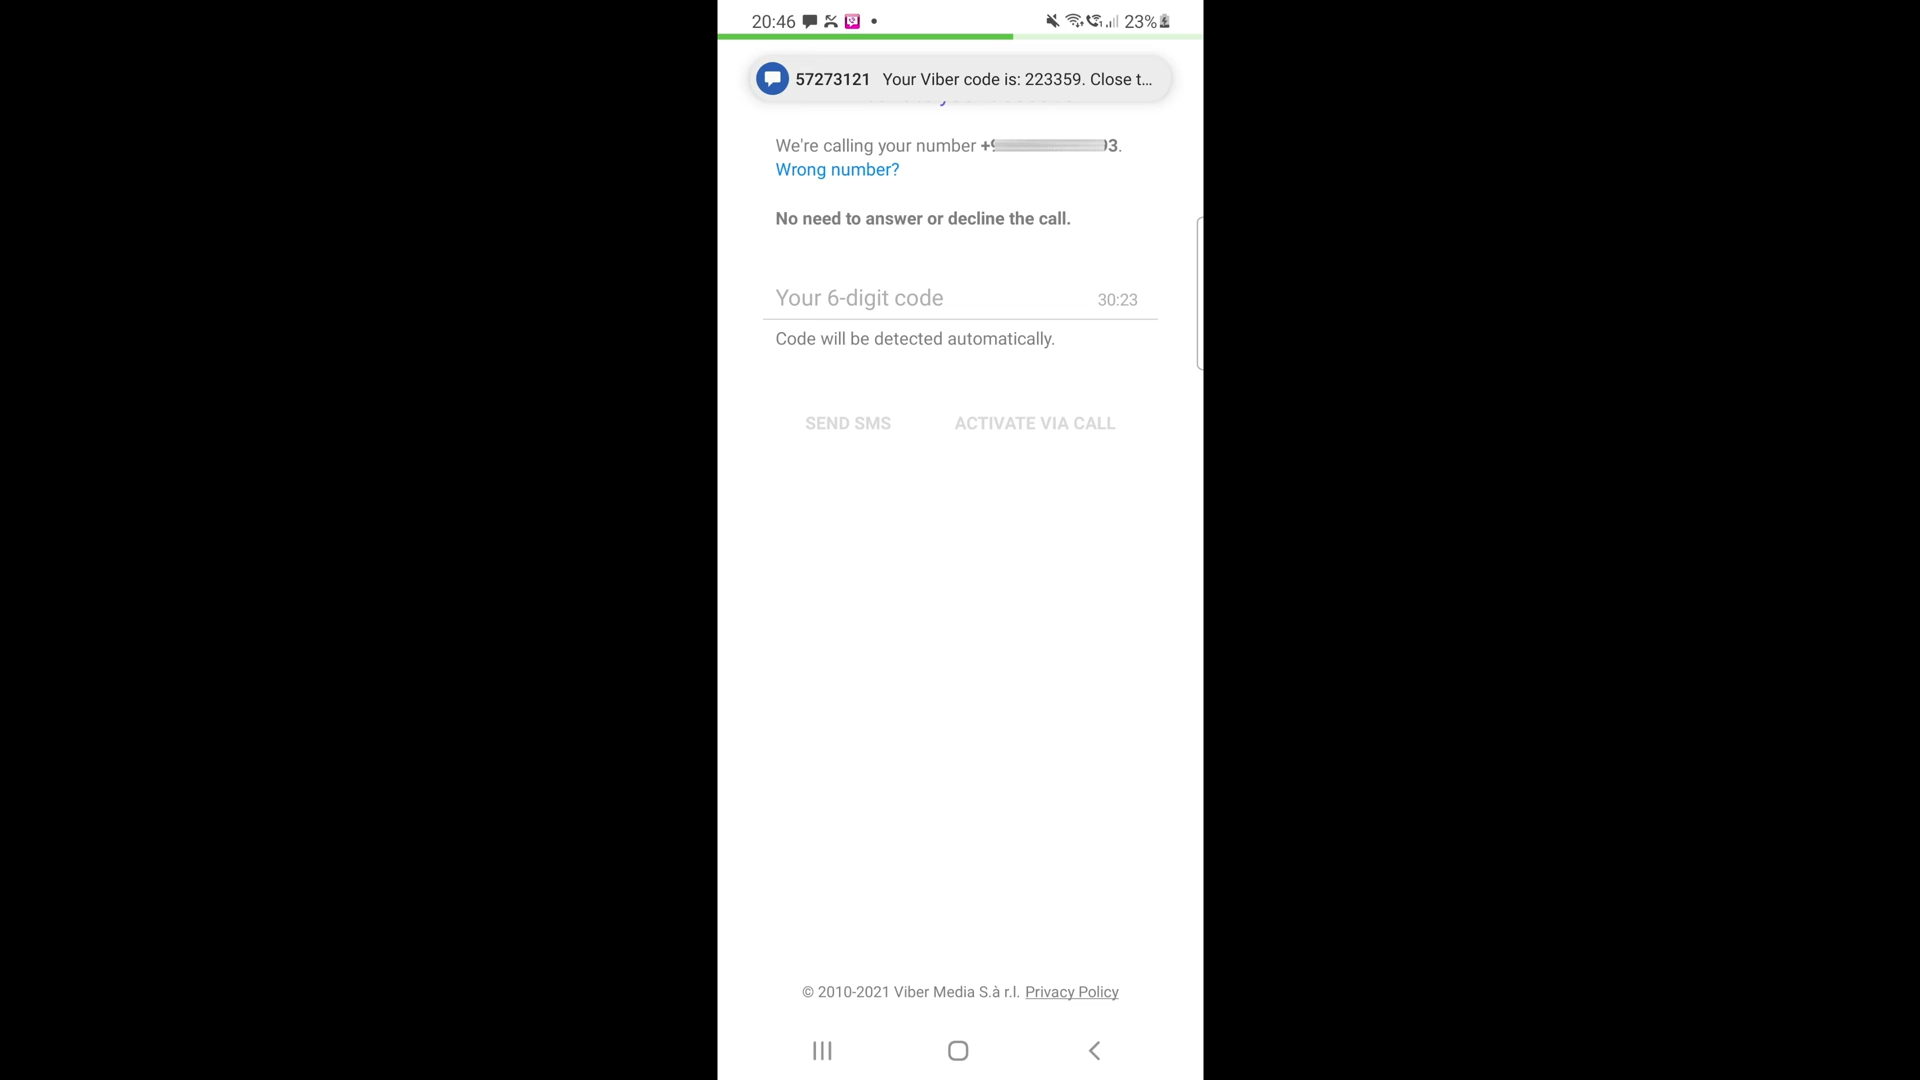 20:46 23%
57273121 Your Viber code is: 223359. Close t...
We're calling your number + 3.
Wrong number?
No need to answer or decline the call.
Your 6-digit code 30:23
Code will be detected automatically.
SEND SMS ACTIVATE VIA CALL
© 2010-2021 Viber Media S.à r.l. Privacy Policy